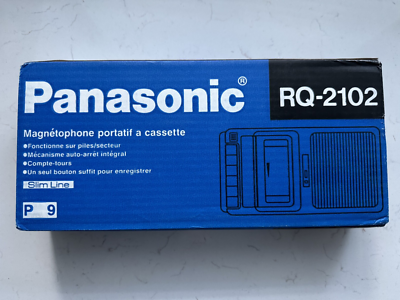 Panasonic®
RQ-2102
Magnétophone portatif a cassette
●Fonctionne sur piles/secteur
●Mécanisme auto-arrêt intégral
●Compte-tours
●Un seul bouton suffit pour enregistrer
Slim Line
P 9